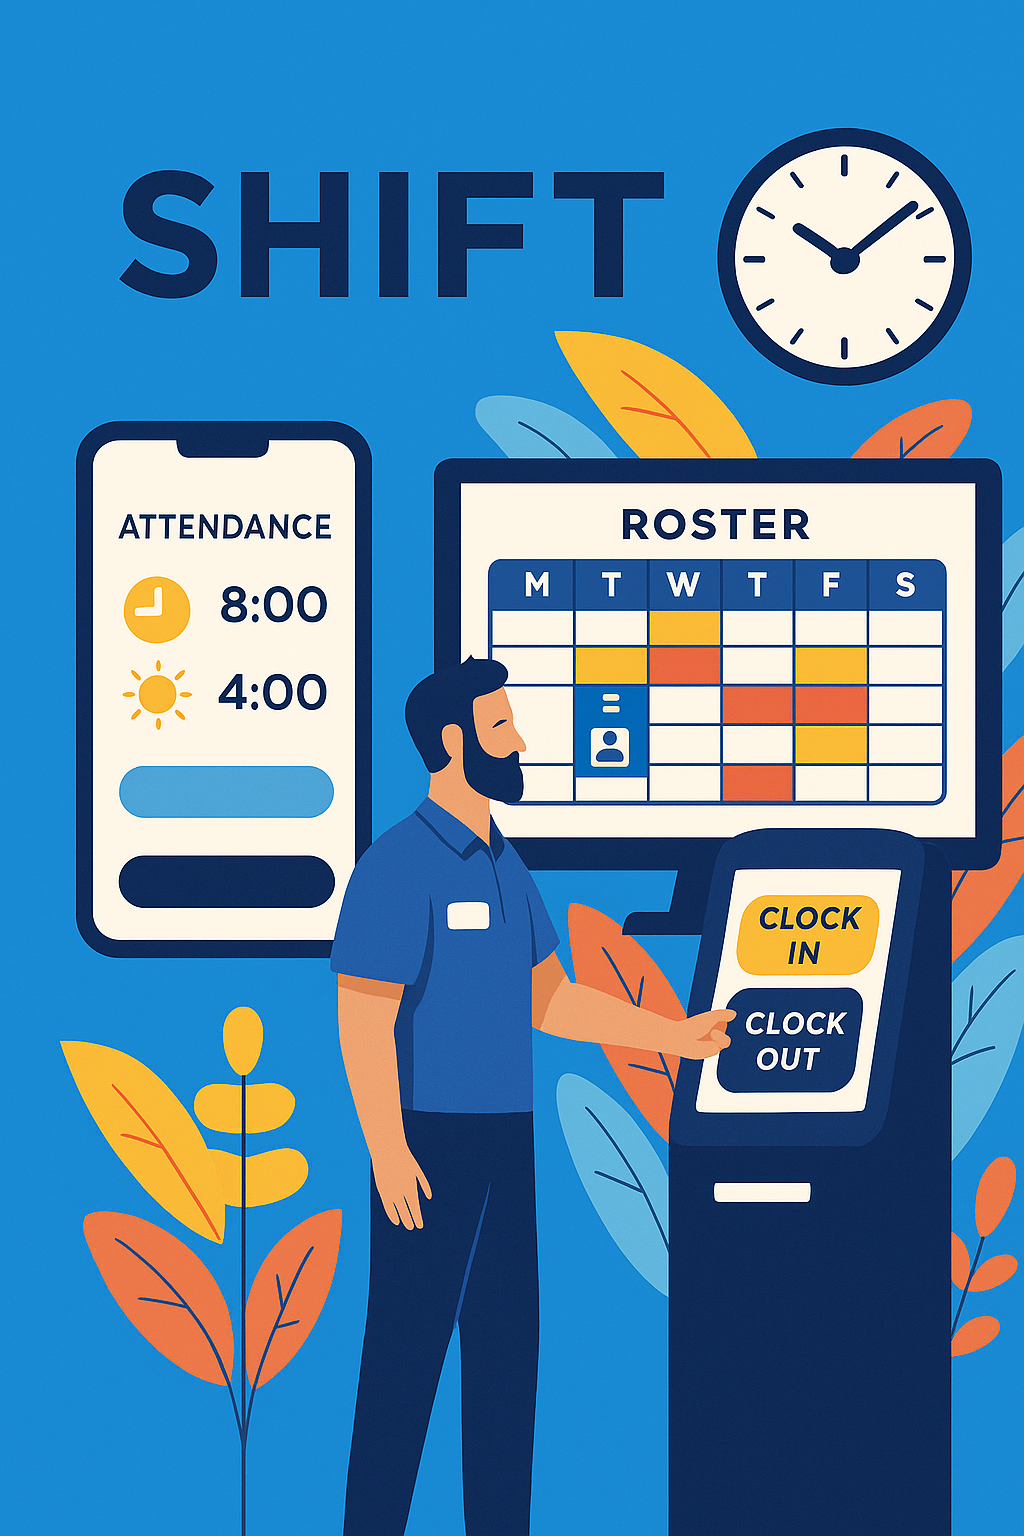 SHIFT
ATTENDANCE
8:00
4:00
ROSTER
M T W T F S
CLOCK
IN
CLOCK
OUT